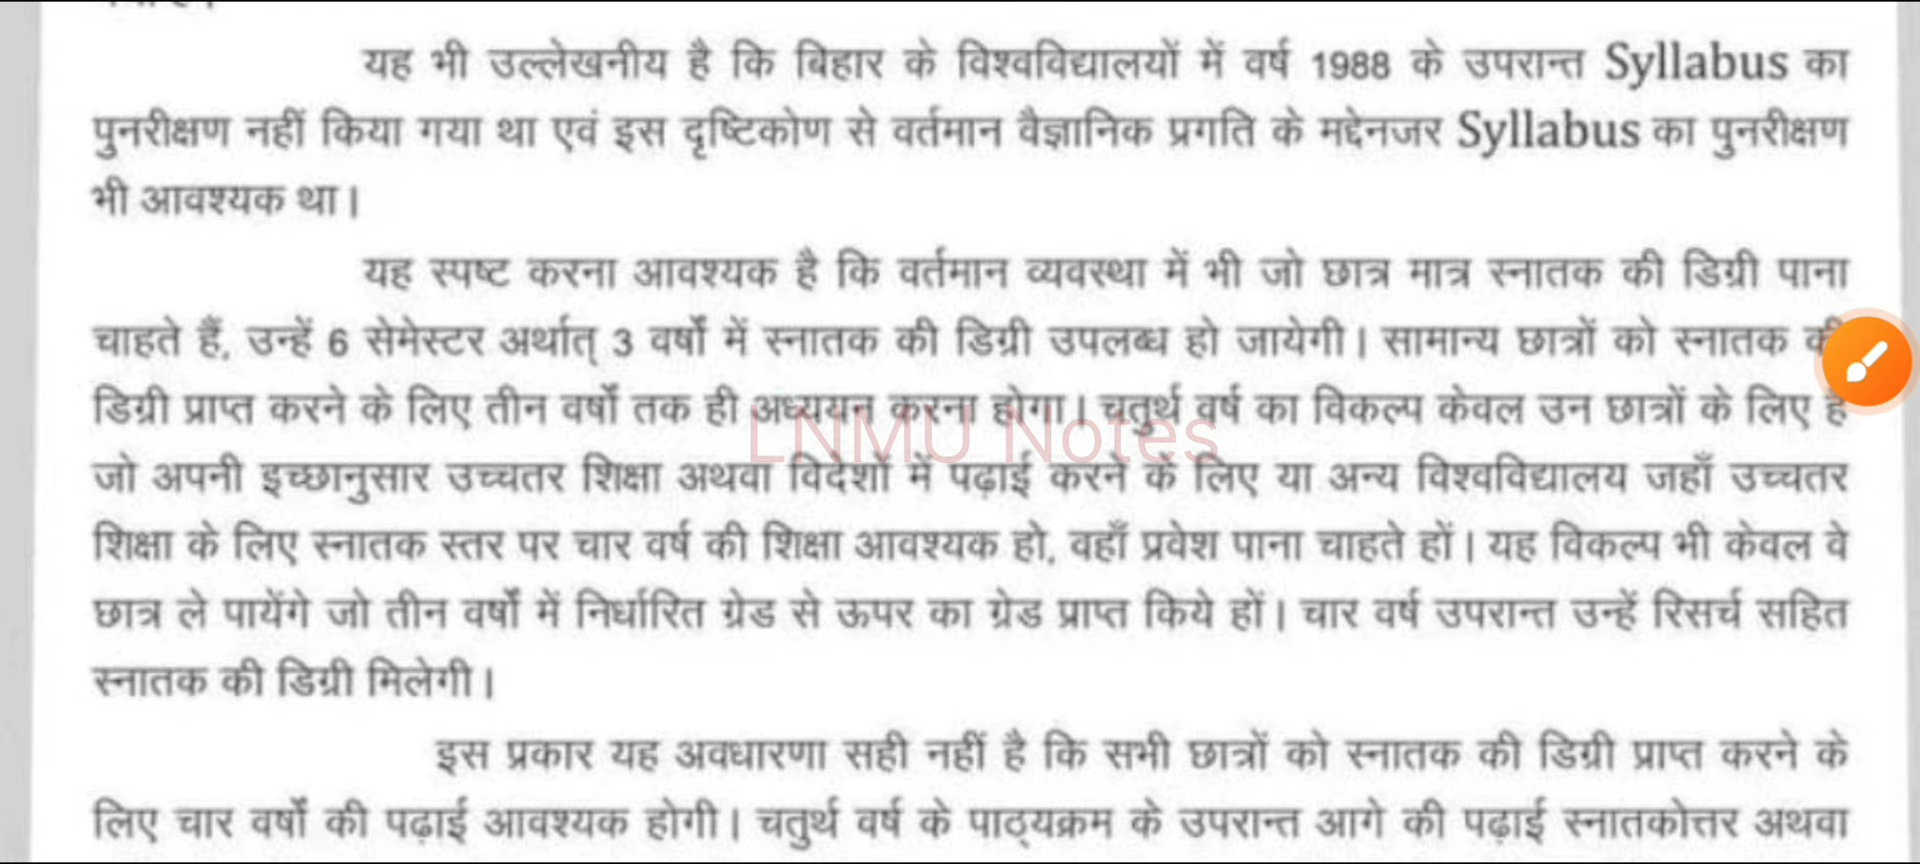 यह भी उल्लेखनीय है कि बिहार के विश्वविद्यालयों में वर्ष 1988 के उपरान्त Syllabus का
पुनरीक्षण नहीं किया गया था एवं इस दृष्टिकोण से वर्तमान वैज्ञानिक प्रगति के मद्देनजर Syllabus का पुनरीक्षण
भी आवश्यक था।
यह स्पष्ट करना आवश्यक है कि वर्तमान व्यवस्था में भी जो छात्र मात्र स्नातक की डिग्री पाना
चाहते हैं, उन्हें 6 सेमेस्टर अर्थात् 3 वर्षों में स्नातक की डिग्री उपलब्ध हो जायेगी। सामान्य छात्रों को स्नातक की
डिग्री प्राप्त करने के लिए तीन वर्षों तक ही अध्ययन करना होगा। चतुर्थ वर्ष का विकल्प केवल उन छात्रों के लिए है
LNMU Notes
जो अपनी इच्छानुसार उच्चतर शिक्षा अथवा विदेशों में पढ़ाई करने के लिए या अन्य विश्वविद्यालय जहाँ उच्चतर
शिक्षा के लिए स्नातक स्तर पर चार वर्ष की शिक्षा आवश्यक हो, वहाँ प्रवेश पाना चाहते हों। यह विकल्प भी केवल वे
छात्र ले पायेंगे जो तीन वर्षों में निर्धारित ग्रेड से ऊपर का ग्रेड प्राप्त किये हों। चार वर्ष उपरान्त उन्हें रिसर्च सहित
स्नातक की डिग्री मिलेगी।
इस प्रकार यह अवधारणा सही नहीं है कि सभी छात्रों को स्नातक की डिग्री प्राप्त करने के
लिए चार वर्षों की पढ़ाई आवश्यक होगी। चतुर्थ वर्ष के पाठ्यक्रम के उपरान्त आगे की पढ़ाई स्नातकोत्तर अथवा